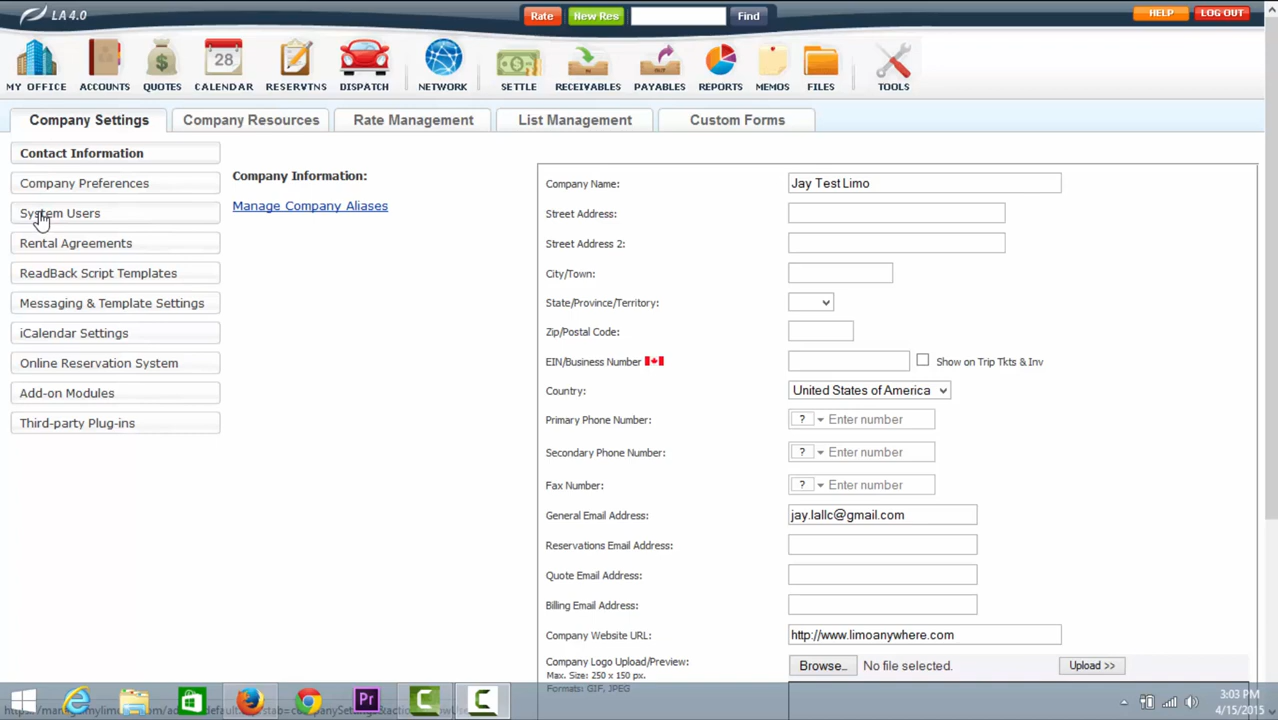 LA 4.0
Rate
New Res
Find
HELP
LOG OUT
28
MY OFFICE
ACCOUNTS
QUOTES
CALENDAR
RESERVTNS
DISPATCH
NETWORK
SETTLE
RECEIVABLES
PAYABLES
REPORTS
MEMOS
FILES
TOOLS
Company Settings
Company Resources
Rate Management
List Management
Custom Forms
Contact Information
Company Preferences
System Users
Rental Agreements
ReadBack Script Templates
Messaging & Template Settings
iCalendar Settings
Online Reservation System
Add-on Modules
Third-party Plug-ins
Company Information:
Manage Company Aliases
Company Name: Jay Test Limo
Street Address:
Street Address 2:
City/Town:
State/Province/Territory:
Zip/Postal Code:
EIN/Business Number Show on Trip Tkts & Inv
Country: United States of America
Primary Phone Number: ? Enter number
Secondary Phone Number: ? Enter number
Fax Number: ? Enter number
General Email Address: jay.lallc@gmail.com
Reservations Email Address:
Quote Email Address:
Billing Email Address:
Company Website URL: http://www.limoanywhere.com
Company Logo Upload/Preview: Browse... No file selected. Upload >>
Max. Size: 250 x 150 px.
Formats: GIF, JPEG
Pr
C
C
3:03 PM
4/15/2015